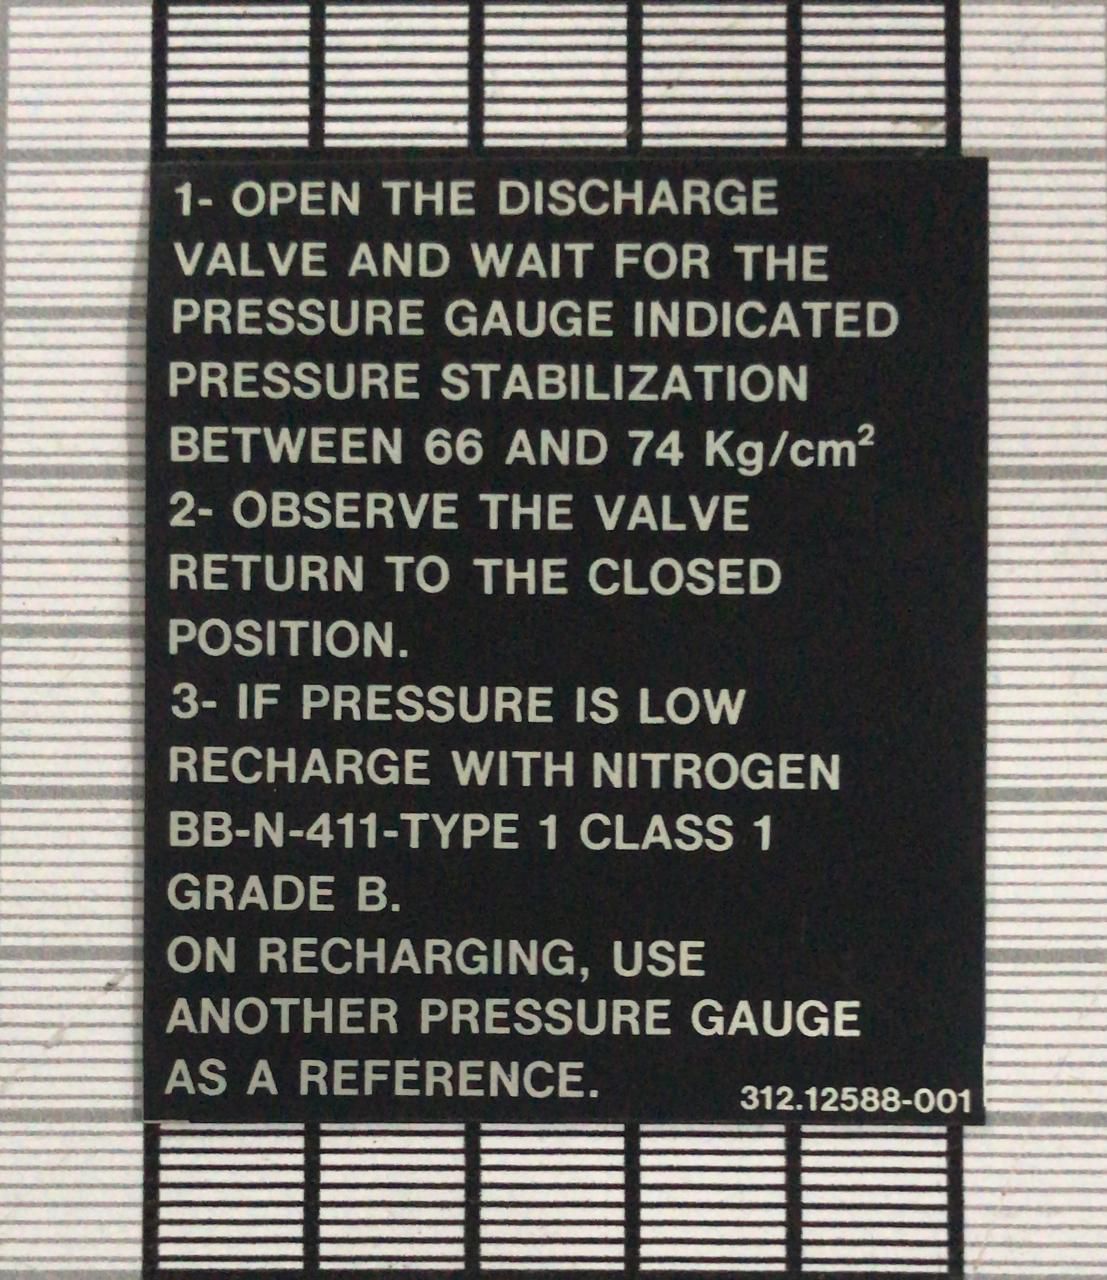 1- OPEN THE DISCHARGE
VALVE AND WAIT FOR THE
PRESSURE GAUGE INDICATED
PRESSURE STABILIZATION
BETWEEN 66 AND 74 Kg/cm²
2- OBSERVE THE VALVE
RETURN TO THE CLOSED
POSITION.
3- IF PRESSURE IS LOW
RECHARGE WITH NITROGEN
BB-N-411-TYPE 1 CLASS 1
GRADE B.
ON RECHARGING, USE
ANOTHER PRESSURE GAUGE
AS A REFERENCE.
312.12588-001